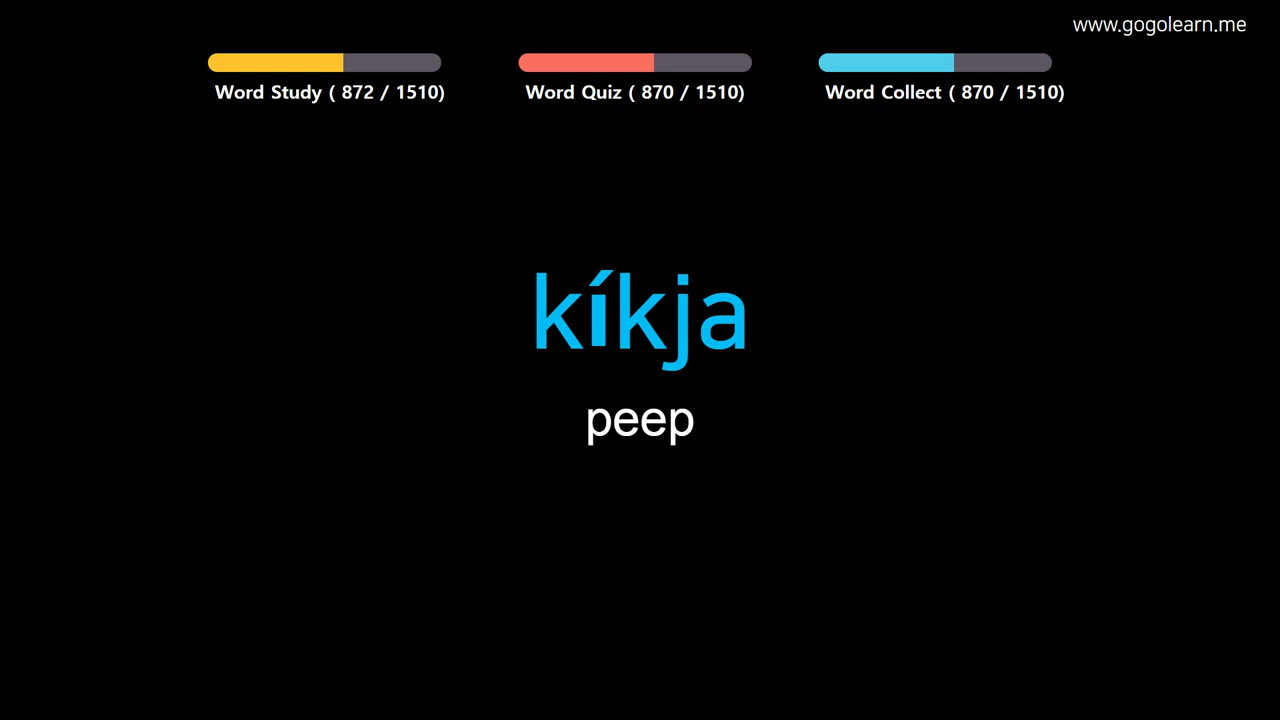 www.gogolearn.me
Word Study ( 872 / 1510)
Word Quiz ( 870 / 1510)
Word Collect ( 870 / 1510)
kíkja
peep